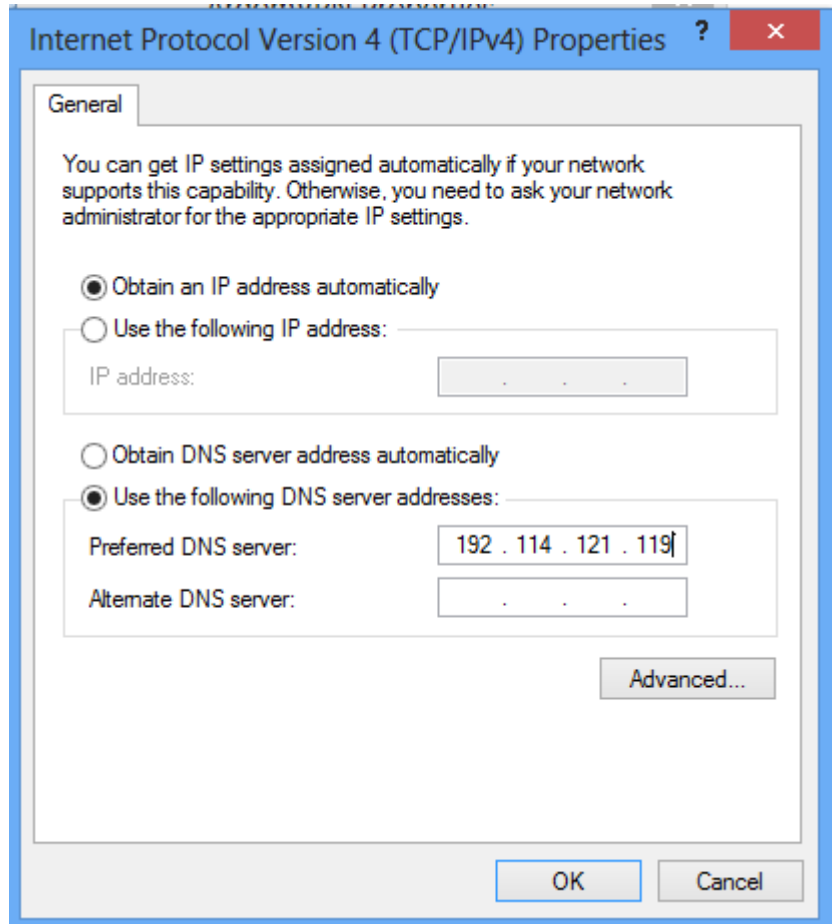 Internet Protocol Version 4 (TCP/IPv4) Properties ?
General
You can get IP settings assigned automatically if your network
supports this capability. Otherwise, you need to ask your network
administrator for the appropriate IP settings.
Obtain an IP address automatically
Use the following IP address:
IP address: . . .
Obtain DNS server address automatically
Use the following DNS server addresses:
Preferred DNS server: 192 . 114 . 121 . 119
Alternate DNS server: . . .
Advanced...
OK Cancel